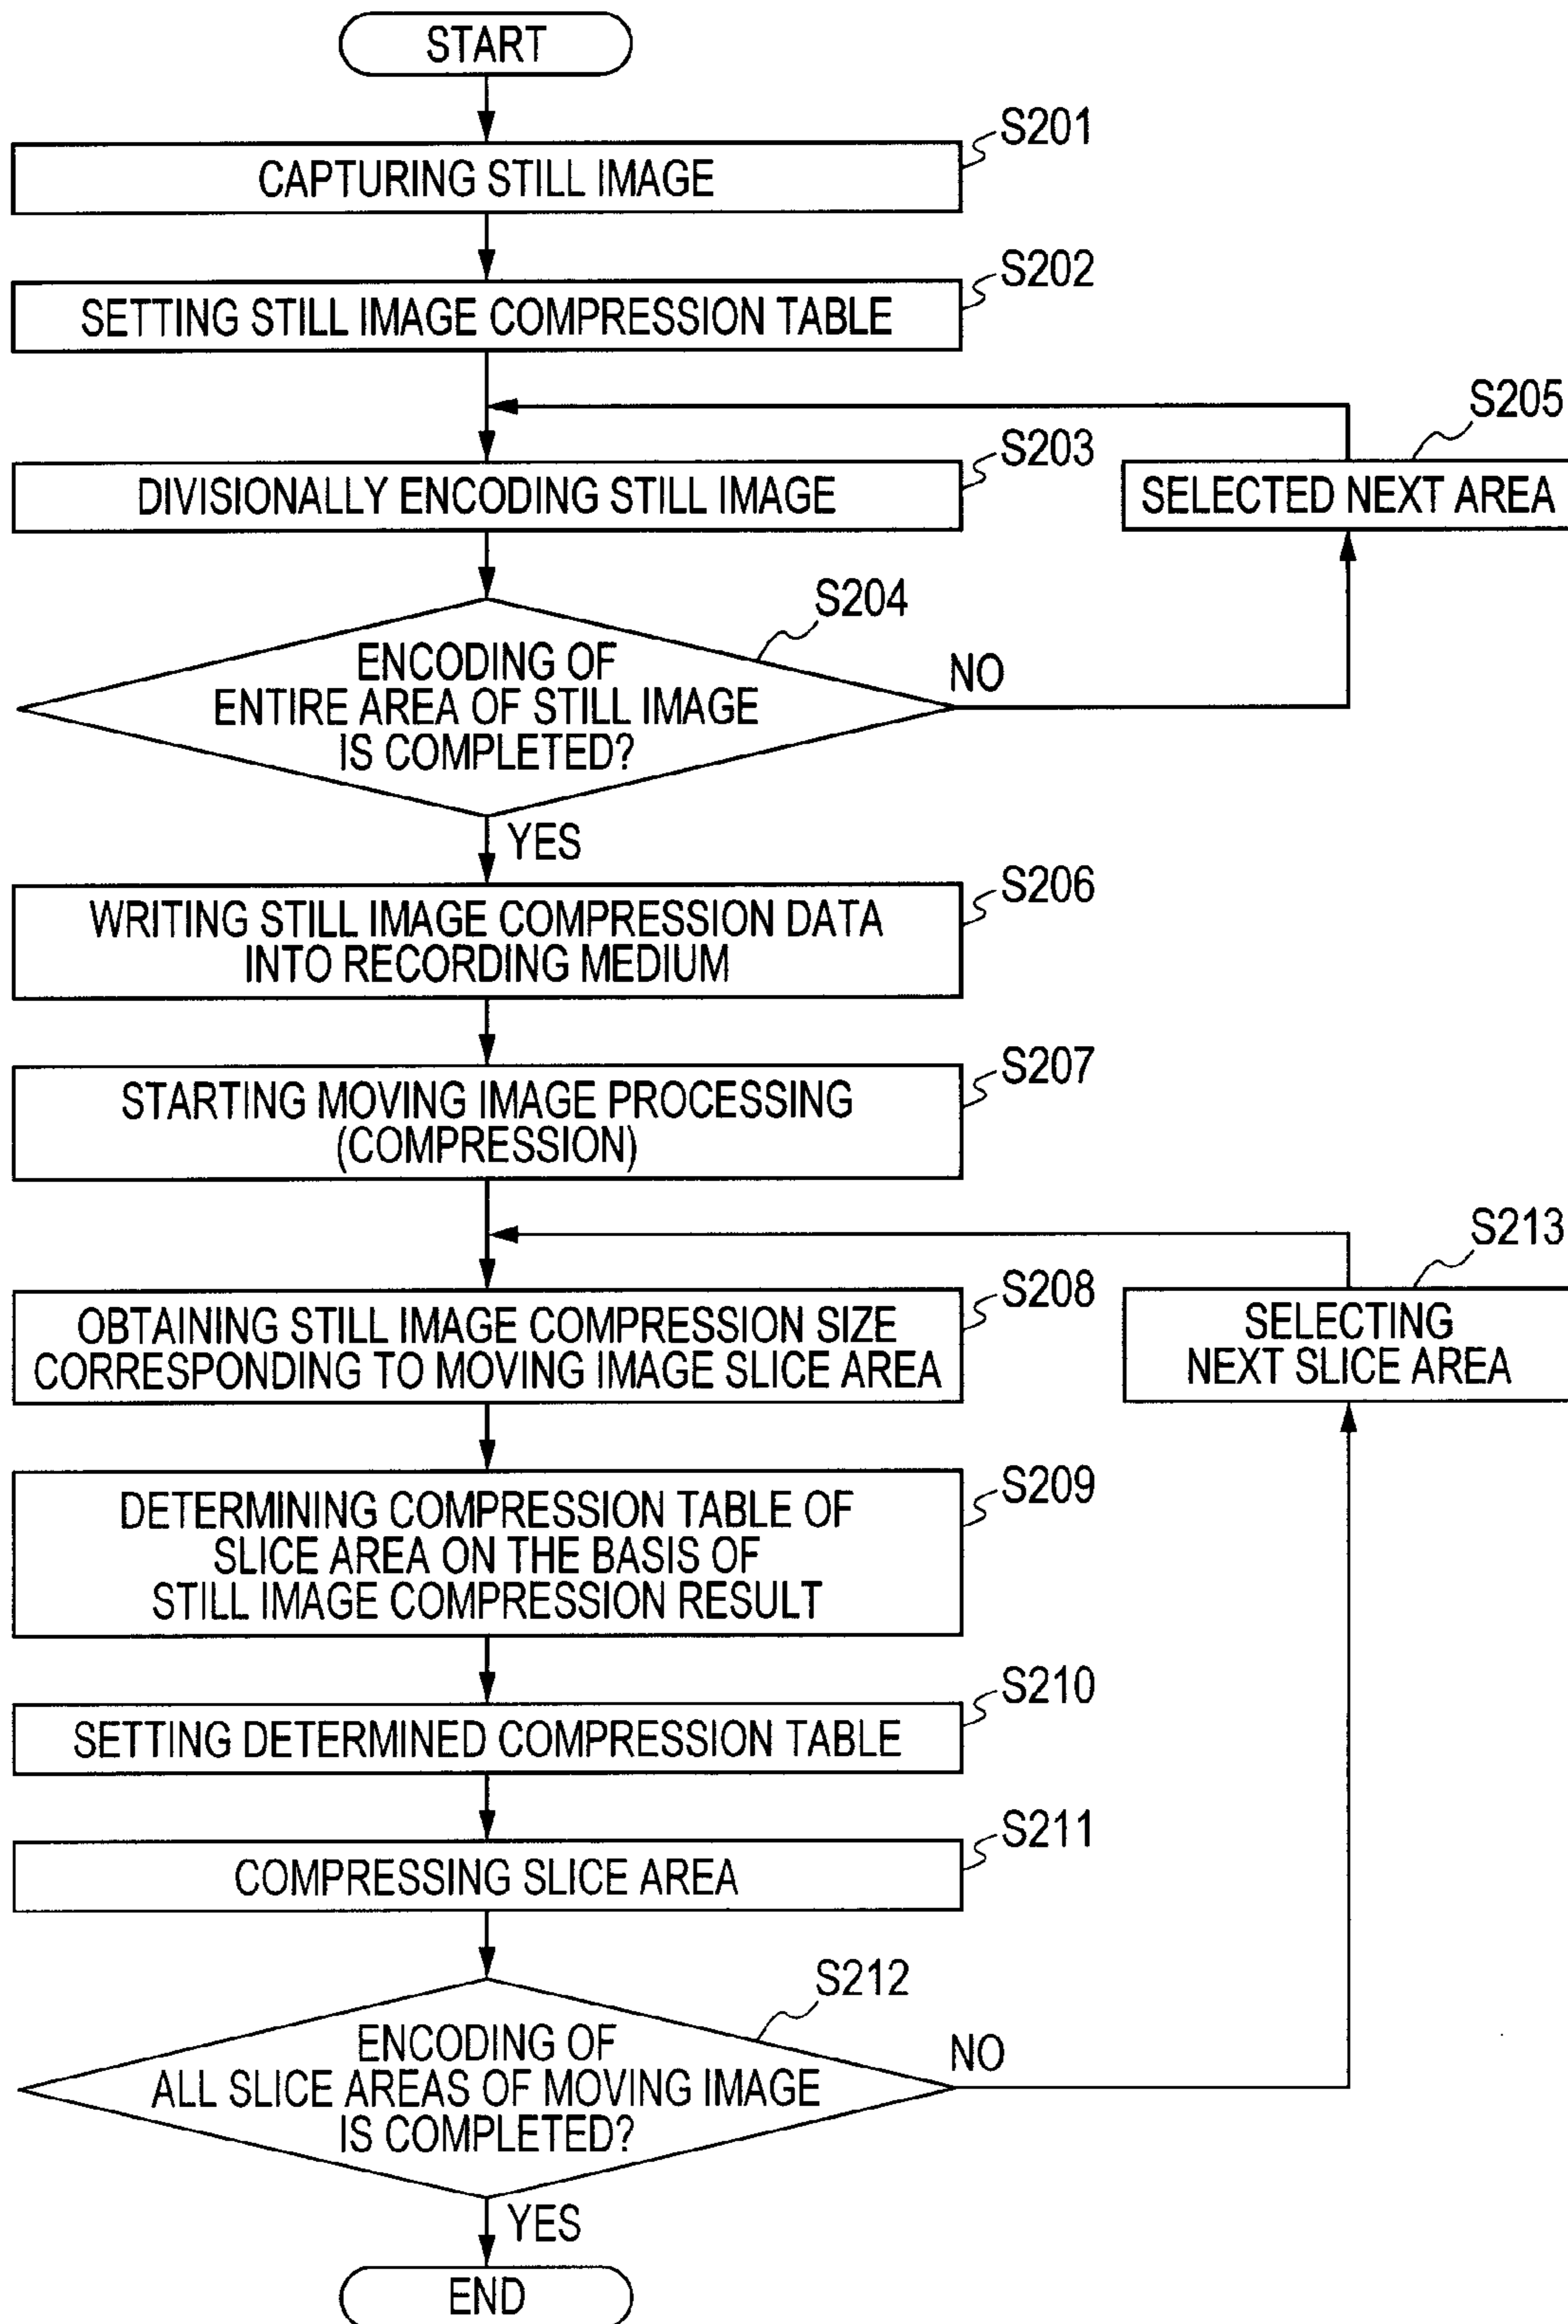 START
S201
CAPTURING STILL IMAGE
S202
SETTING STILL IMAGE COMPRESSION TABLE
S205
SELECTED NEXT AREA
S203
DIVISIONALLY ENCODING STILL IMAGE
S204
ENCODING OF
ENTIRE AREA OF STILL IMAGE
IS COMPLETED?
NO
YES
S206
WRITING STILL IMAGE COMPRESSION DATA
INTO RECORDING MEDIUM
S207
STARTING MOVING IMAGE PROCESSING
(COMPRESSION)
S213
SELECTING
NEXT SLICE AREA
S208
OBTAINING STILL IMAGE COMPRESSION SIZE
CORRESPONDING TO MOVING IMAGE SLICE AREA
S209
DETERMINING COMPRESSION TABLE OF
SLICE AREA ON THE BASIS OF
STILL IMAGE COMPRESSION RESULT
S210
SETTING DETERMINED COMPRESSION TABLE
S211
COMPRESSING SLICE AREA
S212
ENCODING OF
ALL SLICE AREAS OF MOVING IMAGE
IS COMPLETED?
NO
YES
END